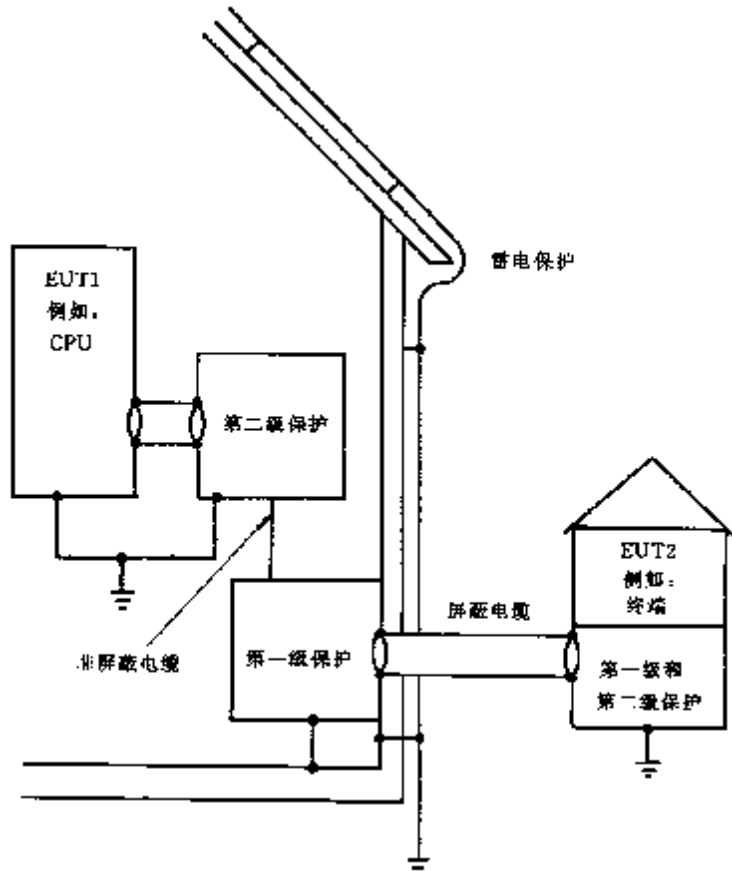 雷电保护
EUT1
例如:
CPU
第二级保护
EUT2
例如:
终端
屏蔽电缆
非屏蔽电缆
第一级保护
第一级和
第二级保护